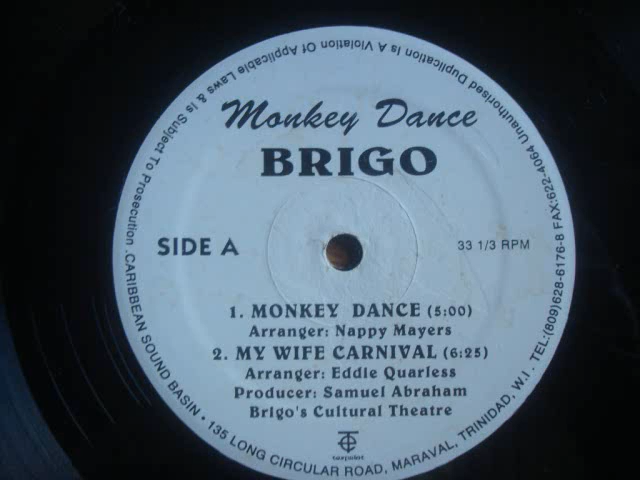 Monkey Dance
BRIGO
SIDE A
33 1/3 RPM
1. MONKEY DANCE (5:00)
Arranger: Nappy Mayers
2. MY WIFE CARNIVAL (6:25)
Arranger: Eddie Quarless
Producer: Samuel Abraham
Brigo's Cultural Theatre
CARIBBEAN SOUND BASIN • 135 LONG CIRCULAR ROAD, MARAVAL, TRINIDAD, W.I. TEL:(809)628-6176-8 FAX:622-4064 Unauthorised Duplication Is A Violation Of Applicable Laws & Is Subject To Prosecution.